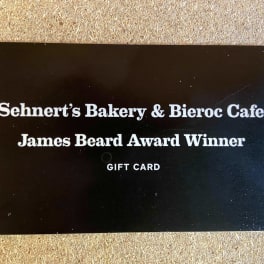 Sehnert's Bakery & Bieroc Cafe
James Beard Award Winner
GIFT CARD